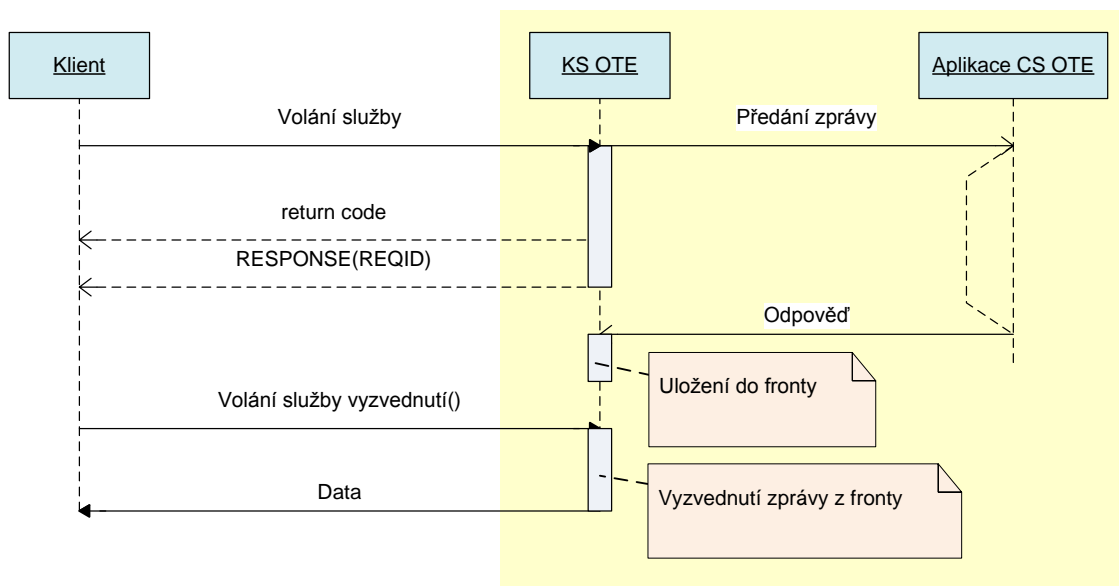 Klient
KS OTE
Aplikace CS OTE
Volání služby
Předání zprávy
return code
RESPONSE(REQID)
Odpověď
Uložení do fronty
Volání služby vyzvednutí()
Vyzvednutí zprávy z fronty
Data